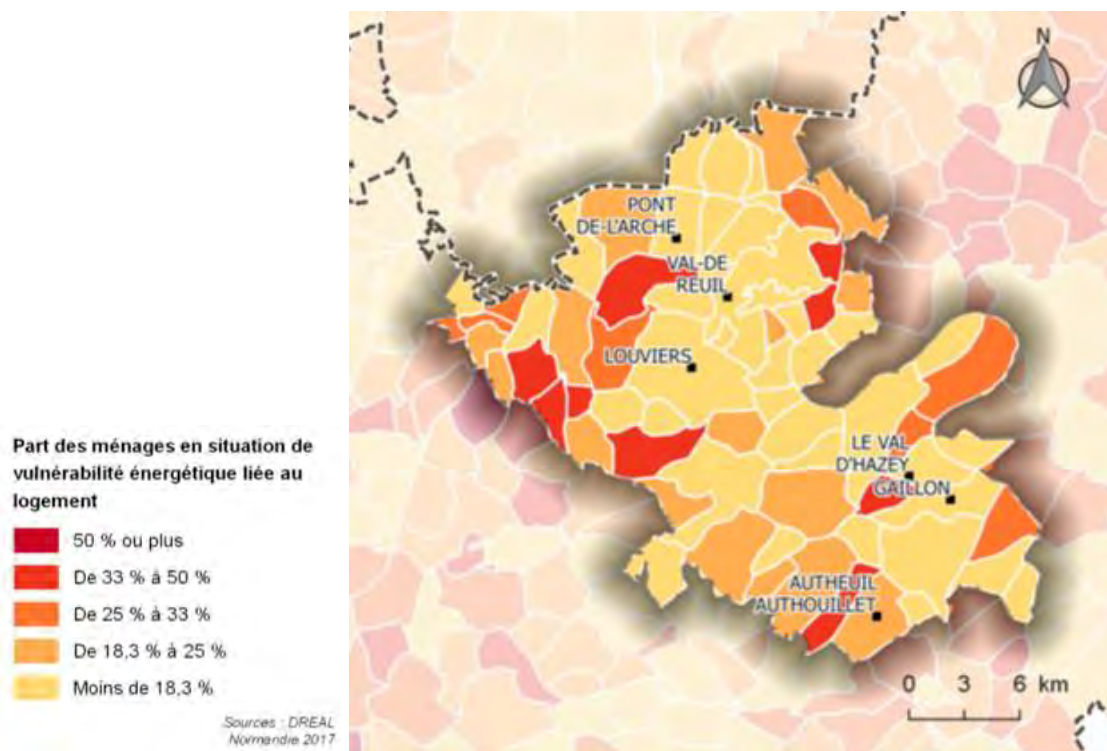 N
PONT
DE-L'ARCHE
VAL-DE
REUIL
LOUVIERS
LE VAL
D'HAZEY
GAILLON
AUTHEUIL
AUTHOUILLET
0 3 6 km
Part des ménages en situation de
vulnérabilité énergétique liée au
logement
50 % ou plus
De 33 % à 50 %
De 25 % à 33 %
De 18,3 % à 25 %
Moins de 18,3 %
Sources : DREAL
Normandie 2017